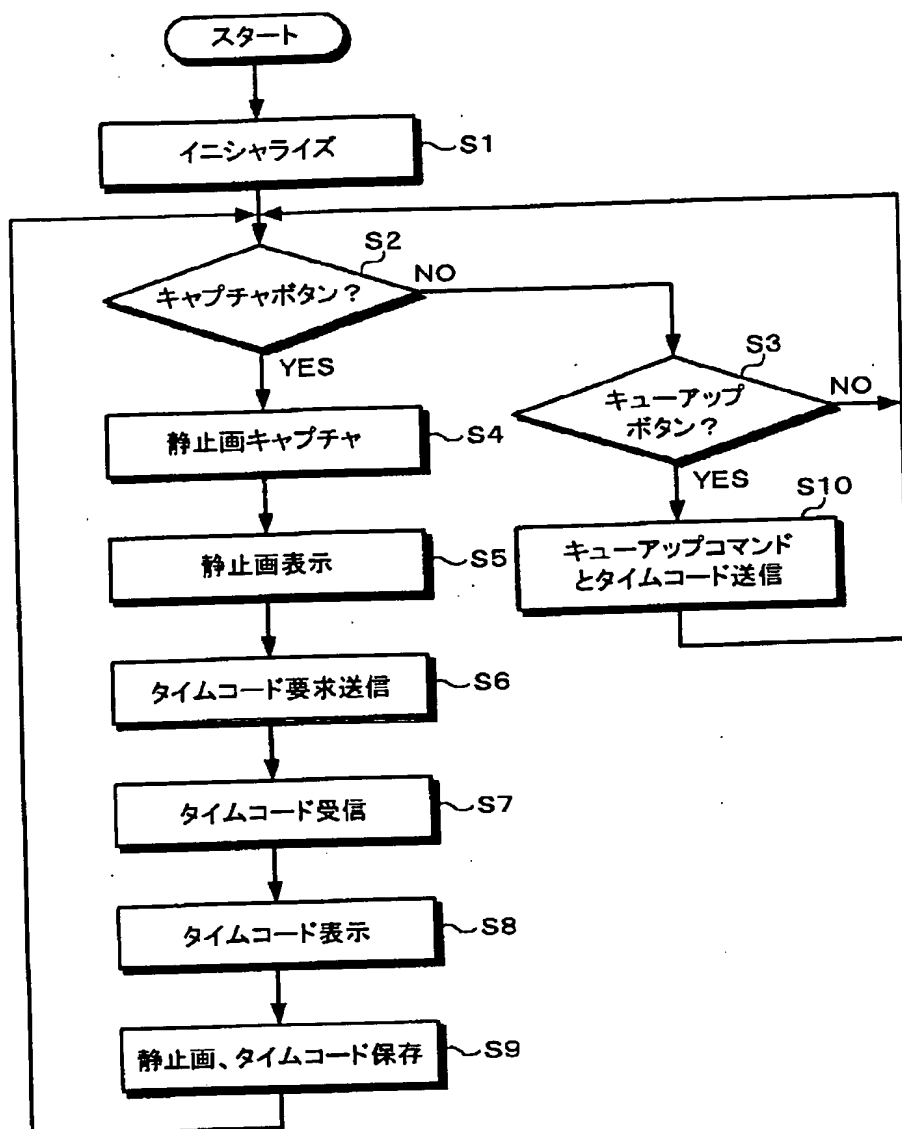 スタート
イニシャライズ
S1
S2
キャプチャボタン？
NO
YES
S3
キューアップ
ボタン？
NO
YES
静止画キャプチャ
S4
S10
キューアップコマンド
とタイムコード送信
静止画表示
S5
タイムコード要求送信
S6
タイムコード受信
S7
タイムコード表示
S8
静止画、タイムコード保存
S9